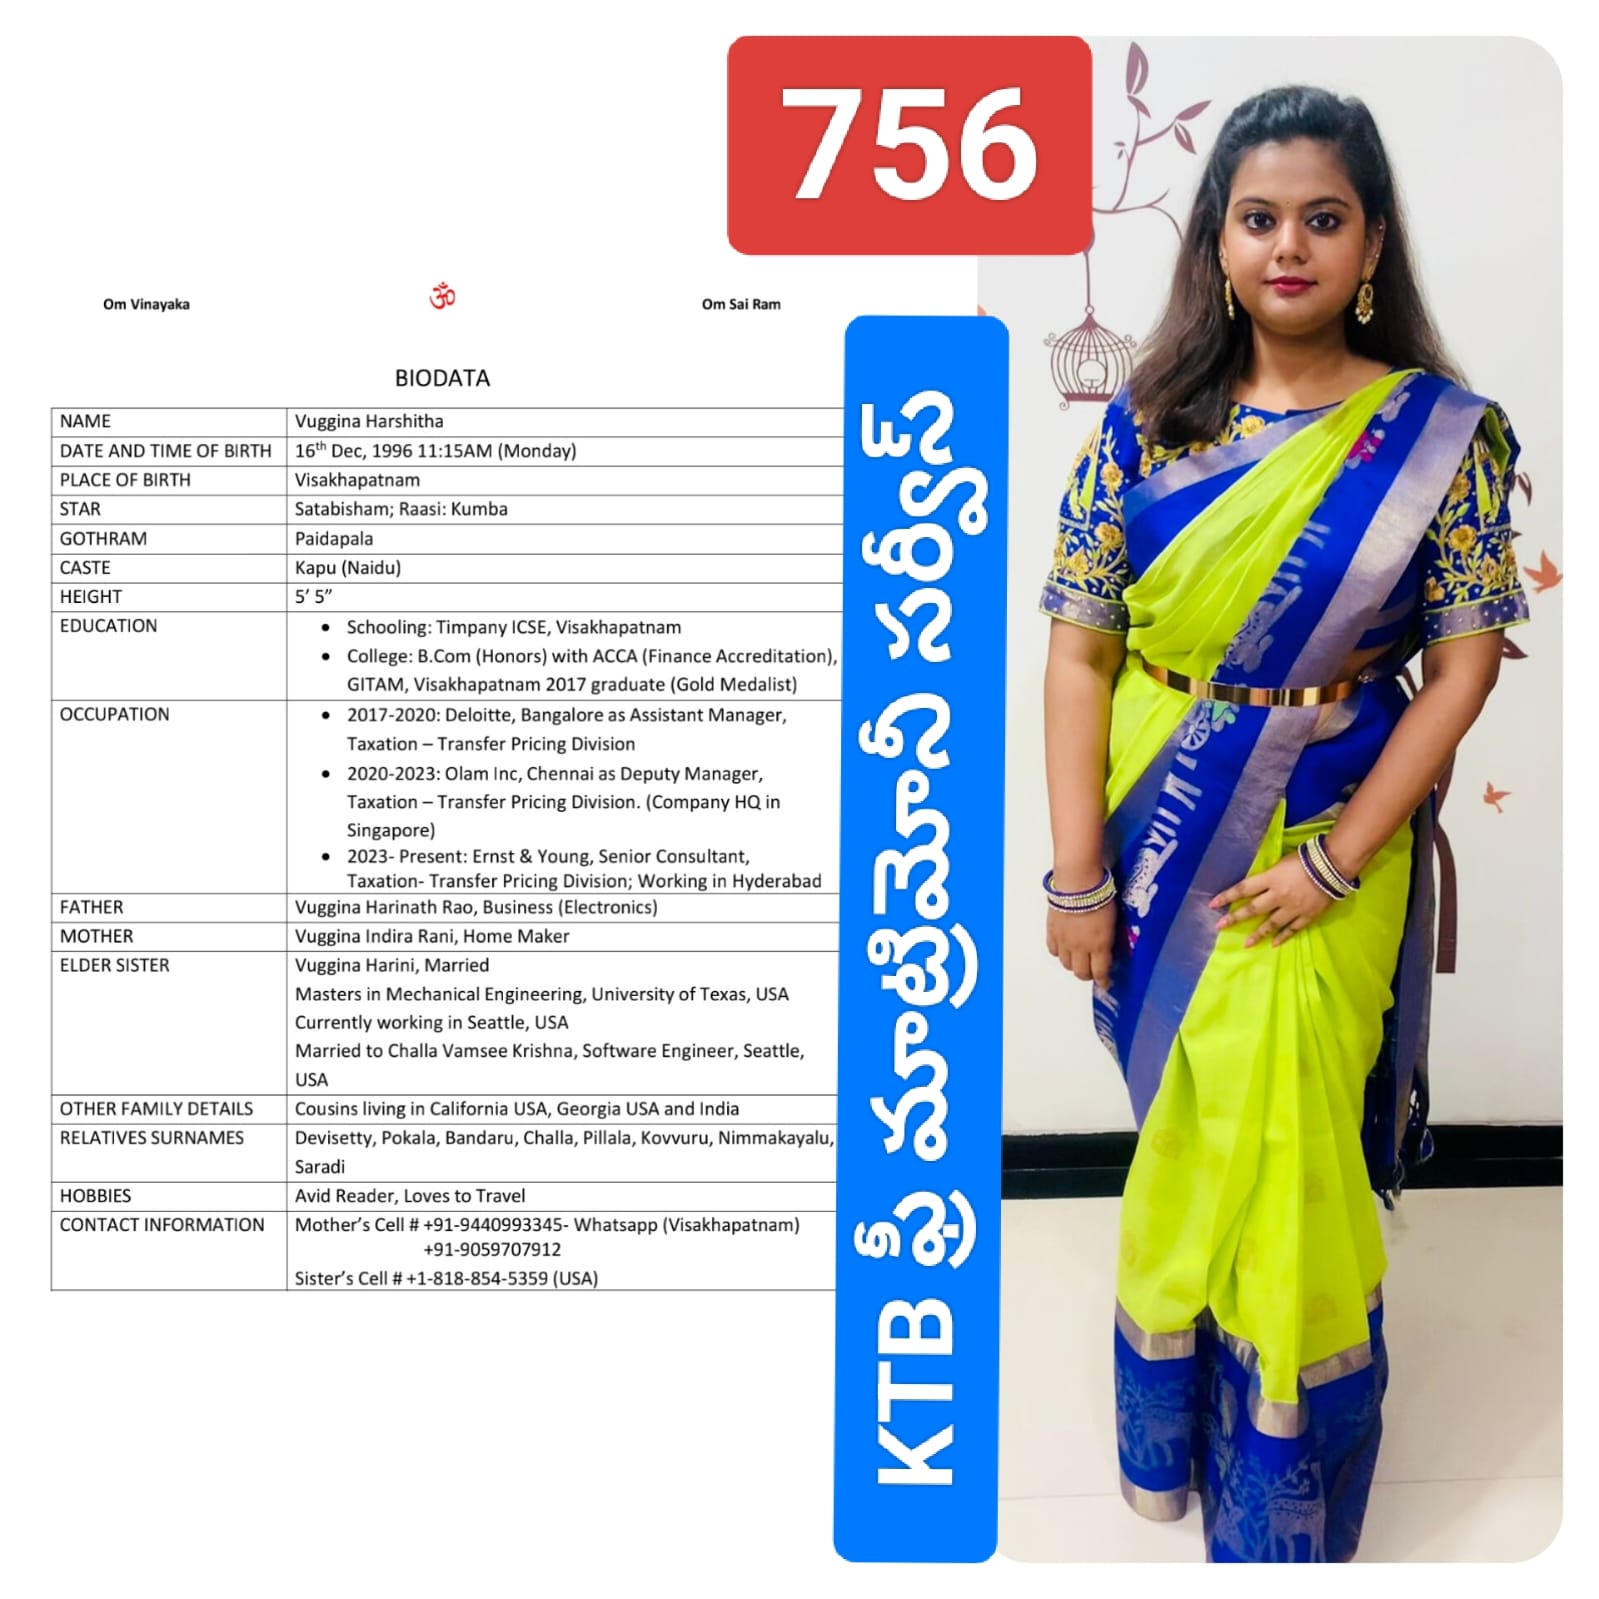 756
Om Vinayaka
ॐ
Om Sai Ram
BIODATA
NAME Vuggina Harshitha
DATE AND TIME OF BIRTH 16th Dec, 1996 11:15AM (Monday)
PLACE OF BIRTH Visakhapatnam
STAR Satabisham; Raasi: Kumba
GOTHRAM Paidapala
CASTE Kapu (Naidu)
HEIGHT 5’ 5”
EDUCATION • Schooling: Timpany ICSE, Visakhapatnam
• College: B.Com (Honors) with ACCA (Finance Accreditation),
GITAM, Visakhapatnam 2017 graduate (Gold Medalist)
OCCUPATION • 2017-2020: Deloitte, Bangalore as Assistant Manager,
Taxation – Transfer Pricing Division
• 2020-2023: Olam Inc, Chennai as Deputy Manager,
Taxation – Transfer Pricing Division. (Company HQ in
Singapore)
• 2023- Present: Ernst & Young, Senior Consultant,
Taxation- Transfer Pricing Division; Working in Hyderabad
FATHER Vuggina Harinath Rao, Business (Electronics)
MOTHER Vuggina Indira Rani, Home Maker
ELDER SISTER Vuggina Harini, Married
Masters in Mechanical Engineering, University of Texas, USA
Currently working in Seattle, USA
Married to Challa Vamsee Krishna, Software Engineer, Seattle,
USA
OTHER FAMILY DETAILS Cousins living in California USA, Georgia USA and India
RELATIVES SURNAMES Devisetty, Pokala, Bandaru, Challa, Pillala, Kovvuru, Nimmakayalu,
Saradi
HOBBIES Avid Reader, Loves to Travel
CONTACT INFORMATION Mother’s Cell # +91-9440993345- Whatsapp (Visakhapatnam)
+91-9059707912
Sister’s Cell # +1-818-854-5359 (USA)
KTB ఫ్రీ మాట్రిమోనీ సర్వీస్